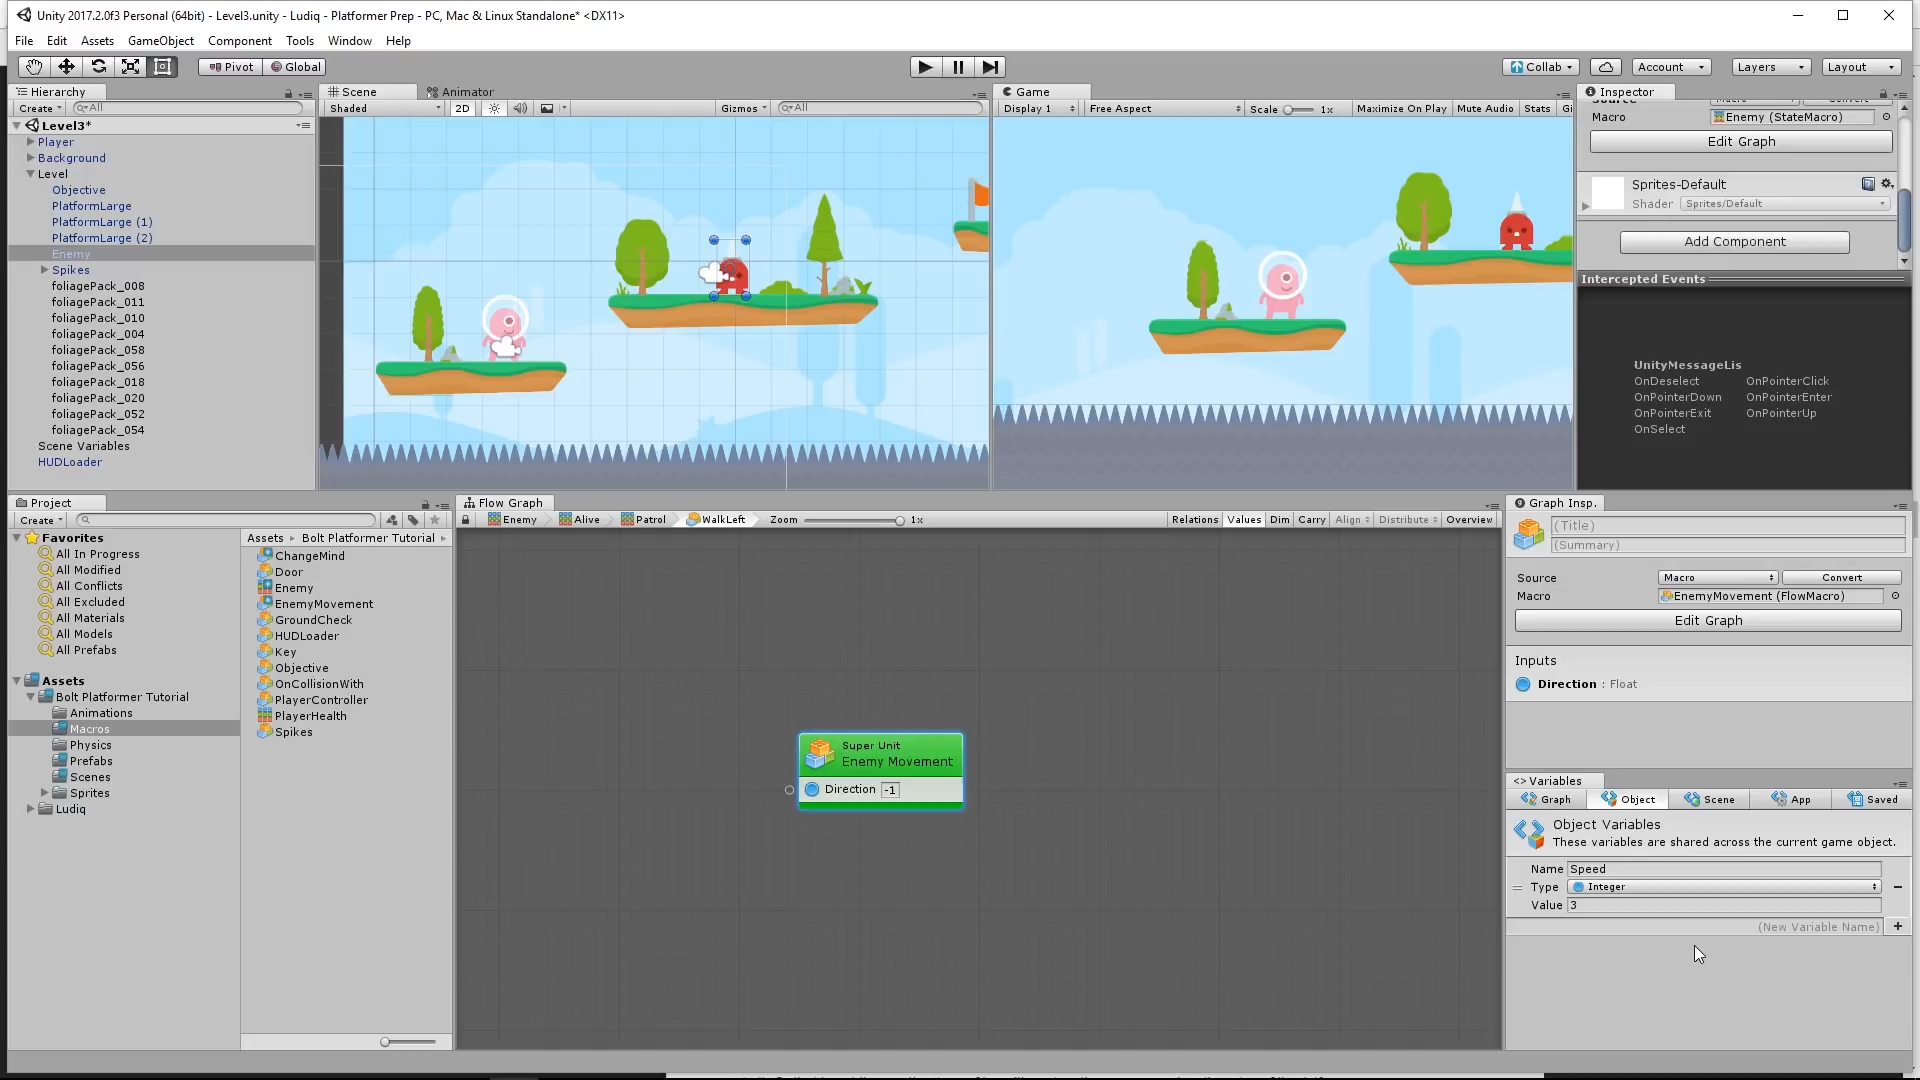 Unity 2017.2.0f3 Personal (64bit) - Level3.unity - Ludiq - Platformer Prep - PC, Mac & Linux Standalone* <DX11>
File Edit Assets GameObject Component Tools Window Help
Pivot Global
Collab Account Layers Layout
Hierarchy
Create All
Level3*
Player
Background
Level
Objective
PlatformLarge
PlatformLarge (1)
PlatformLarge (2)
Enemy
Spikes
foliagePack_008
foliagePack_011
foliagePack_010
foliagePack_004
foliagePack_058
foliagePack_056
foliagePack_018
foliagePack_020
foliagePack_052
foliagePack_054
Scene Variables
HUDLoader
Scene Animator
Shaded 2D Gizmos All
Game
Display 1 Free Aspect Scale 1x Maximize On Play Mute Audio Stats Gi
Inspector
Macro Enemy (StateMacro)
Edit Graph
Sprites-Default
Shader Sprites/Default
Add Component
Intercepted Events
UnityMessageLis
OnDeselect OnPointerClick
OnPointerDown OnPointerEnter
OnPointerExit OnPointerUp
OnSelect
Project
Create
Favorites
All In Progress
All Modified
All Conflicts
All Excluded
All Materials
All Models
All Prefabs
Assets
Bolt Platformer Tutorial
Animations
Macros
Physics
Prefabs
Scenes
Sprites
Ludiq
Assets Bolt Platformer Tutorial
ChangeMind
Door
Enemy
EnemyMovement
GroundCheck
HUDLoader
Key
Objective
OnCollisionWith
PlayerController
PlayerHealth
Spikes
Flow Graph
Enemy Alive Patrol WalkLeft Zoom 1x Relations Values Dim Carry Align Distribute Overview
Super Unit
Enemy Movement
Direction -1
Graph Insp.
(Title)
(Summary)
Source Macro Convert
Macro EnemyMovement (FlowMacro)
Edit Graph
Inputs
Direction : Float
<> Variables
Graph Object Scene App Saved
Object Variables
These variables are shared across the current game object.
Name Speed
Type Integer
Value 3
(New Variable Name)